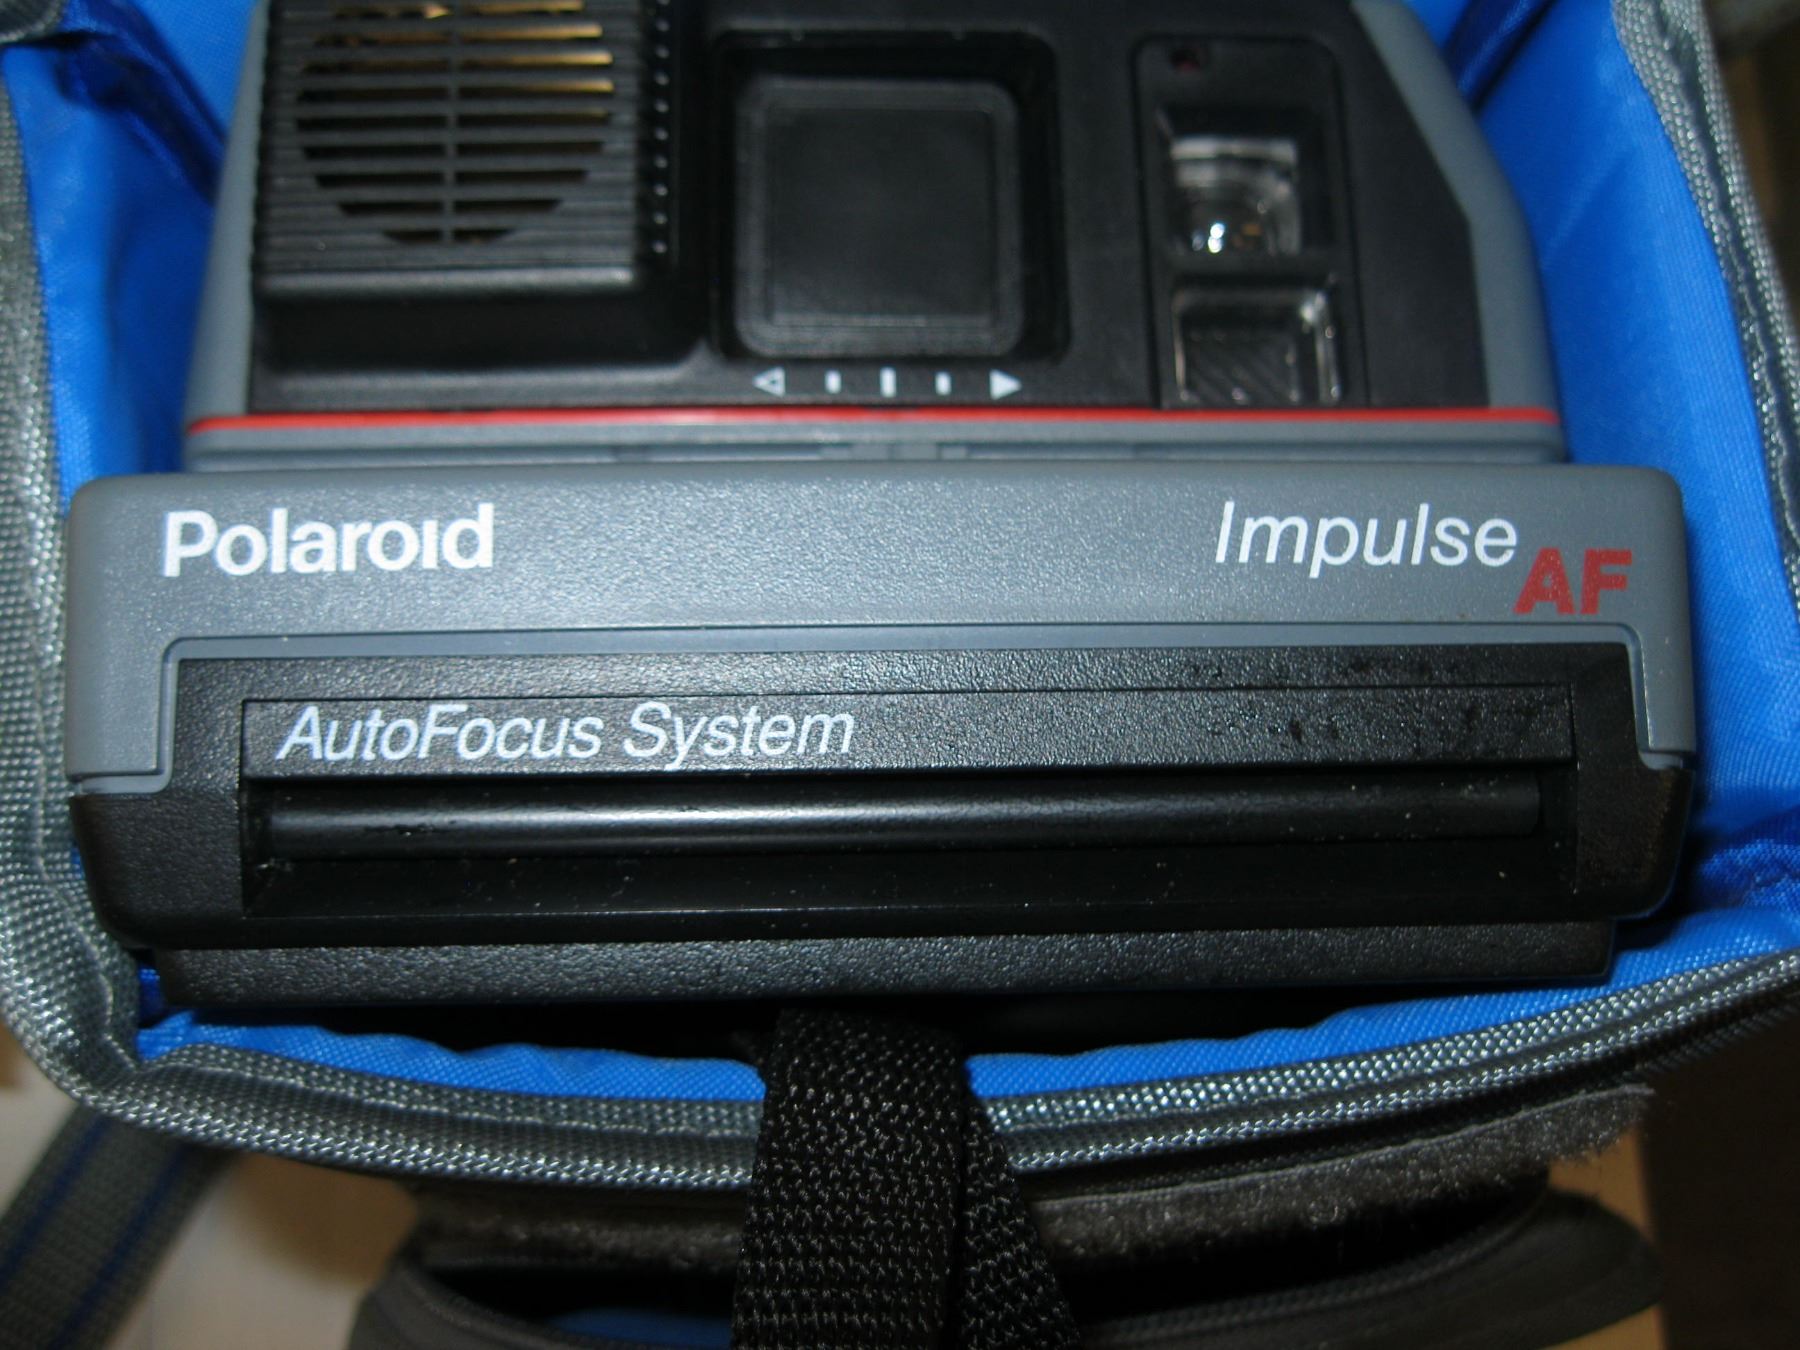 Polaroid
Impulse AF
AutoFocus System